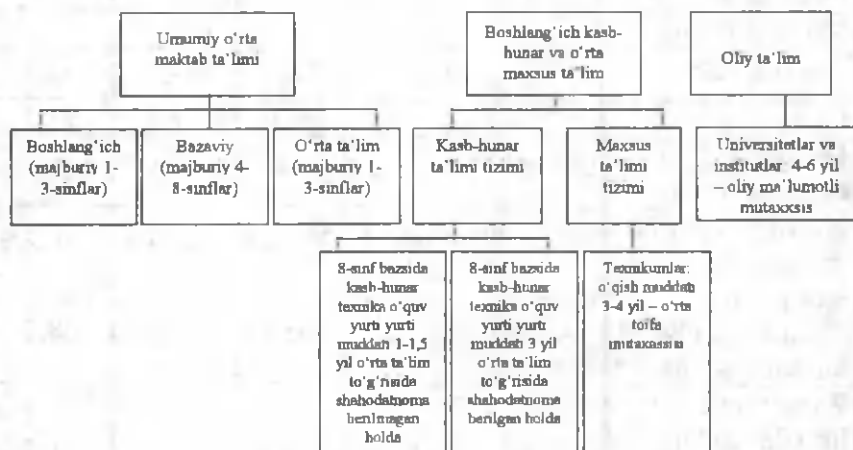 Umumiy o‘rta
maktab ta’limi
Boshlang‘ich kasb-
hunar va o‘rta
maxsus ta’lim
Oliy ta’lim
Boshlang‘ich
(majburiy 1-
3-sinflar)
Bazaviy
(majburiy 4-
8-sinflar)
O‘rta ta’lim
(majburiy 1-
3-sinflar)
Kasb-hunar
ta’limi tizimi
Maxsus
ta’limi
tizimi
Universitetlar va
institutlar: 4-6 yil
– oliy ma’lumotli
mutaxxsis
8-sinf bazsida
kasb-hunar
texnika o‘quv
yurti yurti
muddati 1-1,5
yil o‘rta ta’lim
to‘g‘risida
shahodatnoma
berilmagan
holda
8-sinf bazsida
kasb-hunar
texnika o‘quv
yurti yurti
muddati 3 yil
o‘rta ta’lim
to‘g‘risida
shahodatnoma
berilgan holda
Texnikumlar:
o‘qish muddati
3-4 yil – o‘rta
toifa
mutaxassis